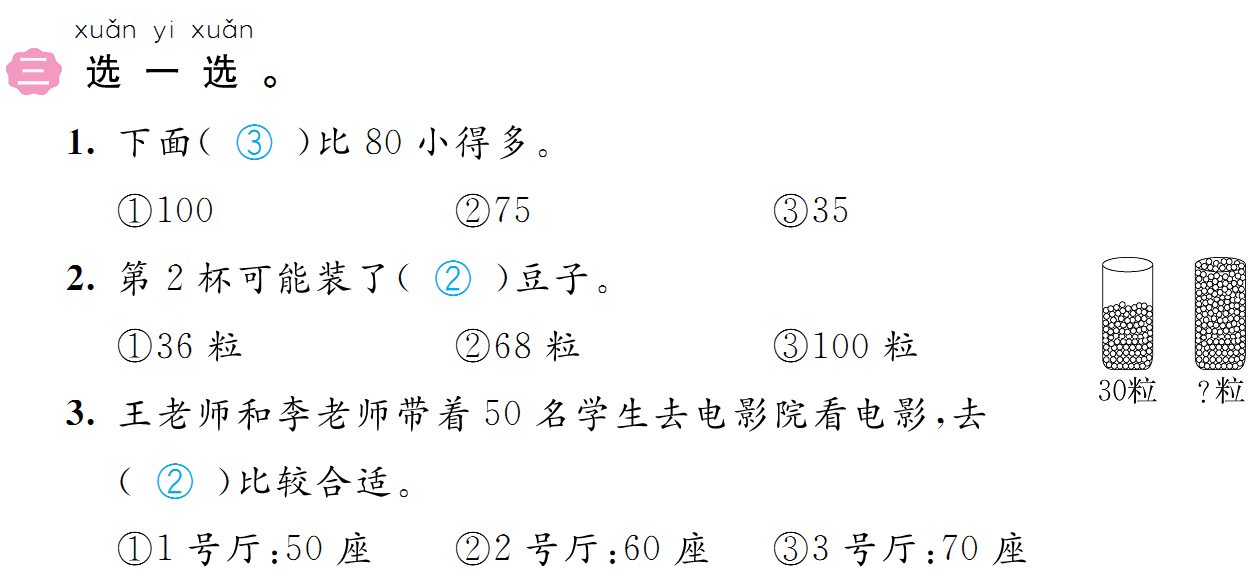 xuǎn yi xuǎn
三 选一选。
1. 下面( ③ )比 80 小得多。
①100 ②75 ③35
2. 第 2 杯可能装了( ② )豆子。
①36 粒 ②68 粒 ③100 粒
30粒 ?粒
3. 王老师和李老师带着 50 名学生去电影院看电影,去
( ② )比较合适。
①1 号厅:50 座 ②2 号厅:60 座 ③3 号厅:70 座